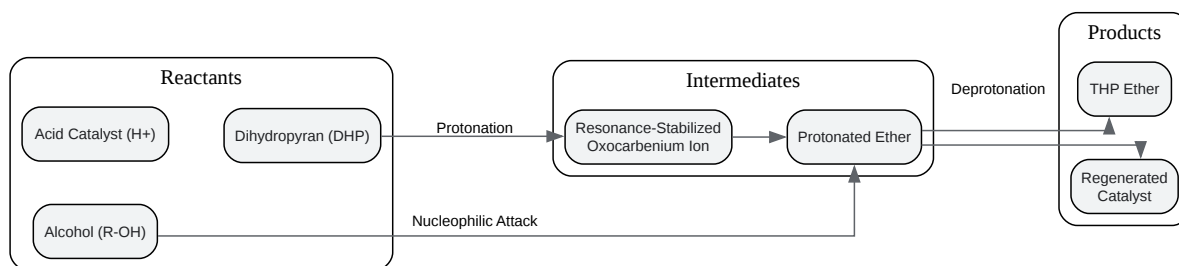 Reactants
Acid Catalyst (H+)
Dihydropyran (DHP)
Alcohol (R-OH)
Protonation
Nucleophilic Attack
Intermediates
Resonance-Stabilized
Oxocarbenium Ion
Protonated Ether
Deprotonation
Products
THP Ether
Regenerated
Catalyst